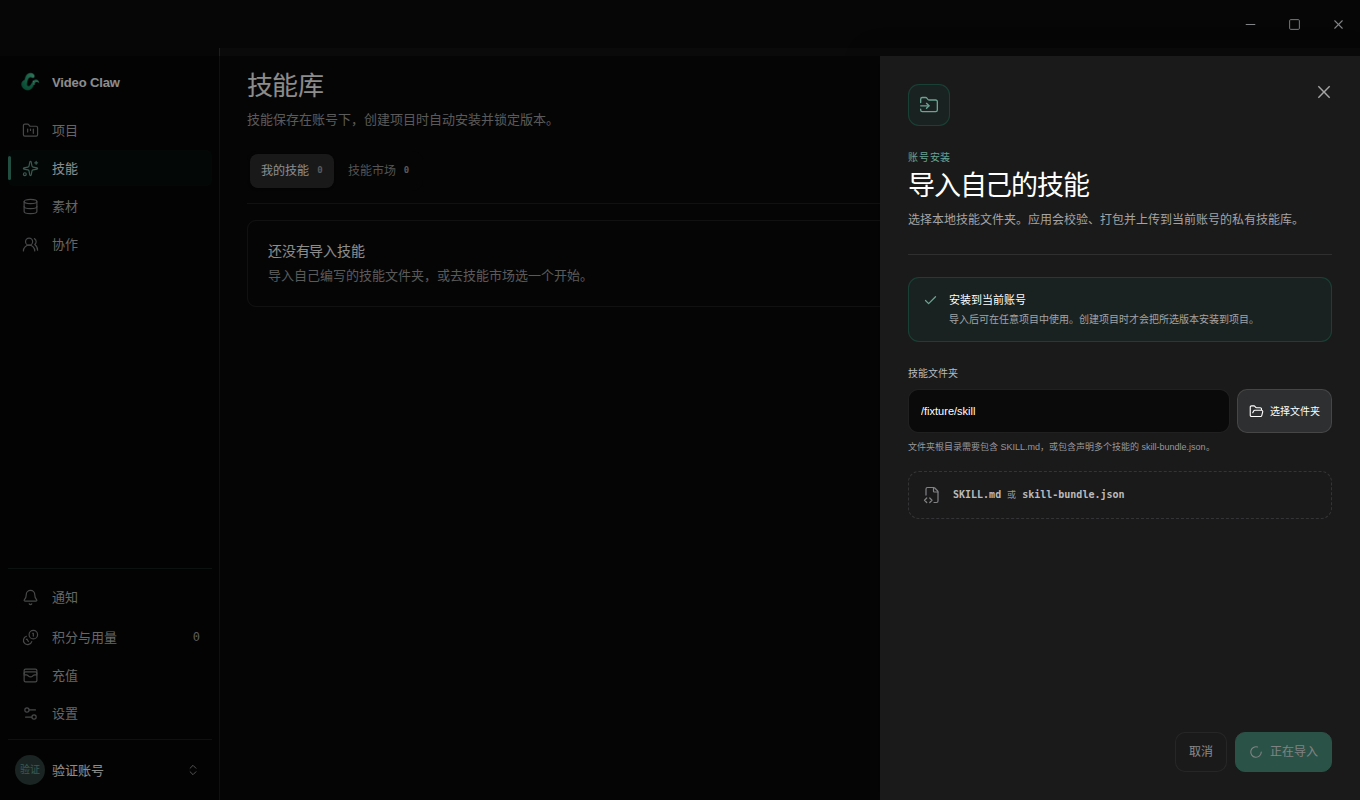 Video Claw
项目
技能
素材
协作
通知
积分与用量 0
充值
设置
验证 验证账号
技能库
技能保存在账号下，创建项目时自动安装并锁定版本。
我的技能 0 技能市场 0
还没有导入技能
导入自己编写的技能文件夹，或去技能市场选一个开始。
账号安装
导入自己的技能
选择本地技能文件夹。应用会校验、打包并上传到当前账号的私有技能库。
安装到当前账号
导入后可在任意项目中使用。创建项目时才会把所选版本安装到项目。
技能文件夹
/fixture/skill 选择文件夹
文件夹根目录需要包含 SKILL.md，或包含声明多个技能的 skill-bundle.json。
SKILL.md 或 skill-bundle.json
取消 正在导入